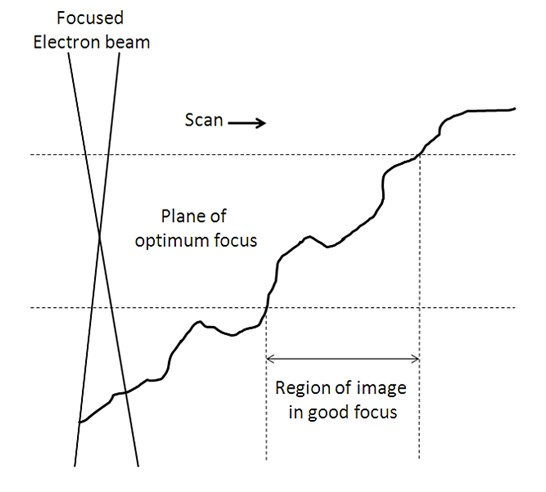 Focused
Electron beam
Scan
Plane of
optimum focus
Region of image
in good focus